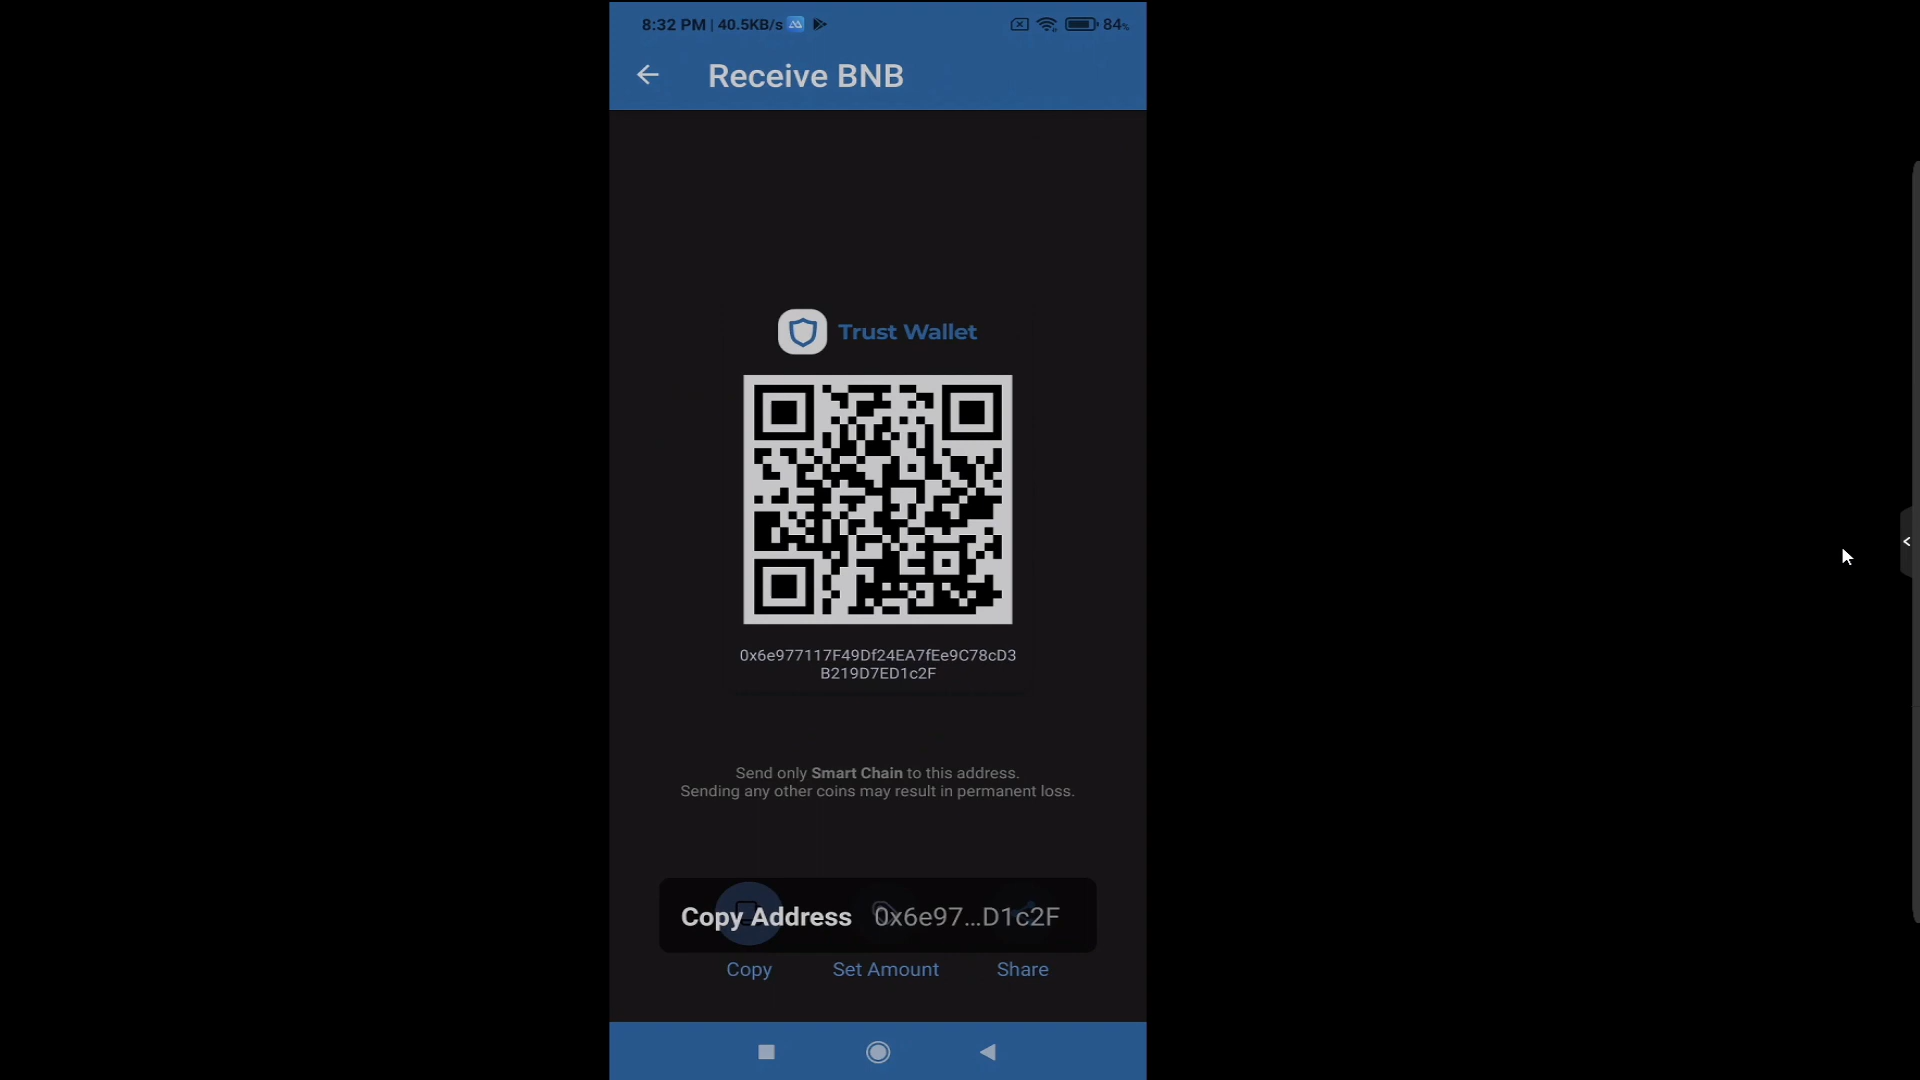 8:32 PM | 40.5KB/s
84%
Receive BNB
Trust Wallet
0x6e977117F49Df24EA7fEe9C78cD3
B219D7ED1c2F
Send only Smart Chain to this address.
Sending any other coins may result in permanent loss.
Copy Address 0x6e97...D1c2F
Copy Set Amount Share